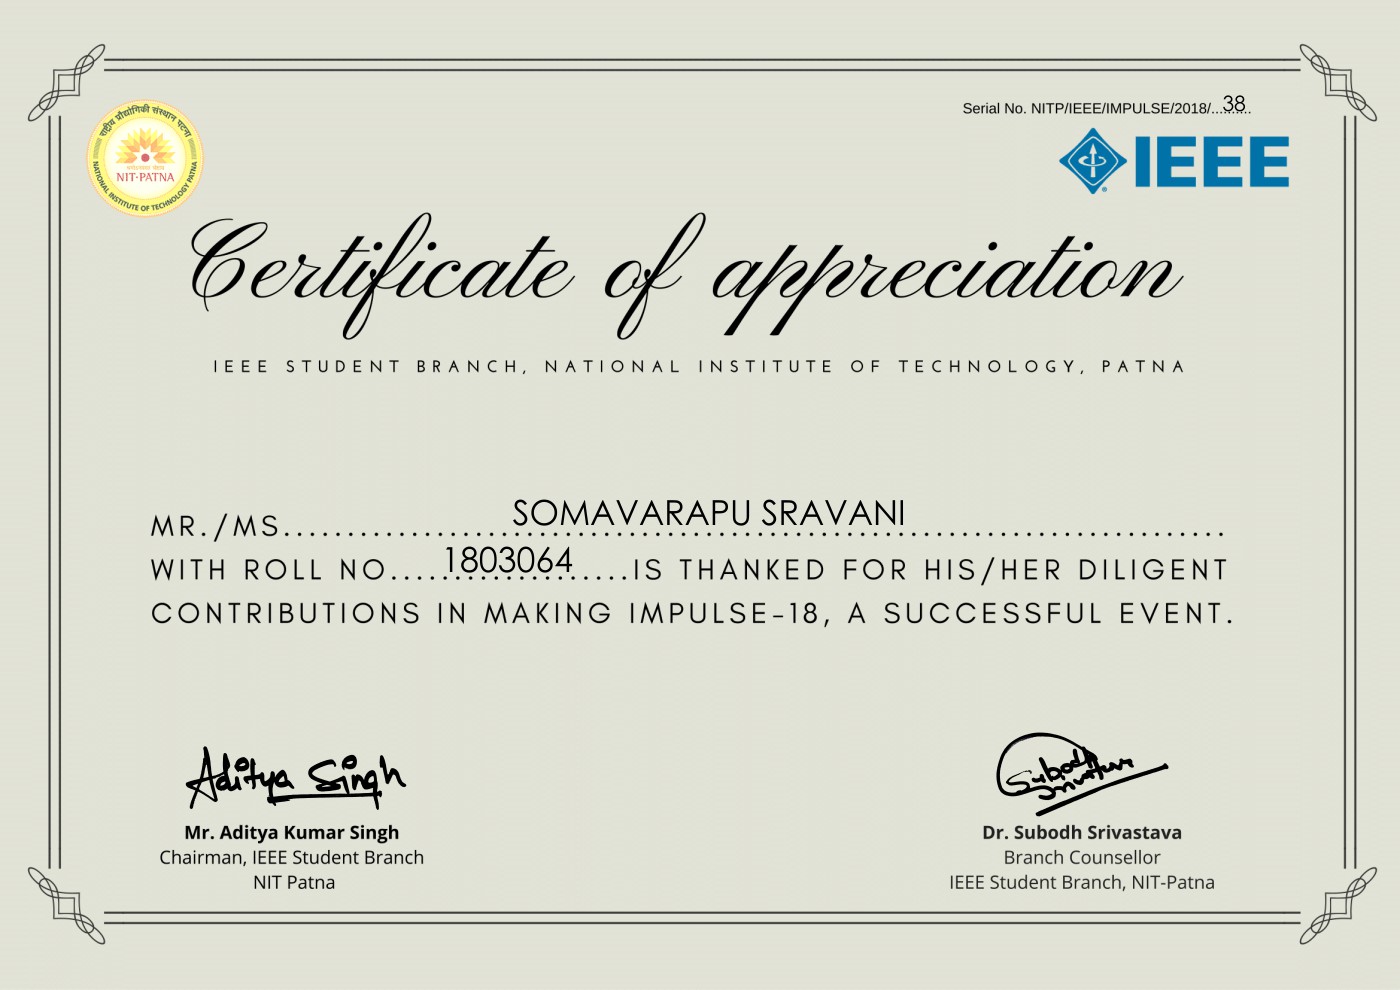 Serial No. NITP/IEEE/IMPULSE/2018/...38...
राष्ट्रीय प्रौद्योगिकी संस्थान पटना
NIT-PATNA
NATIONAL INSTITUTE OF TECHNOLOGY PATNA
IEEE
Certificate of appreciation
IEEE STUDENT BRANCH, NATIONAL INSTITUTE OF TECHNOLOGY, PATNA
MR./MS. SOMAVARAPU SRAVANI
WITH ROLL NO. 1803064 IS THANKED FOR HIS/HER DILIGENT
CONTRIBUTIONS IN MAKING IMPULSE-18, A SUCCESSFUL EVENT.
Aditya Singh
Mr. Aditya Kumar Singh
Chairman, IEEE Student Branch
NIT Patna
Subodh
Srivastava
Dr. Subodh Srivastava
Branch Counsellor
IEEE Student Branch, NIT-Patna